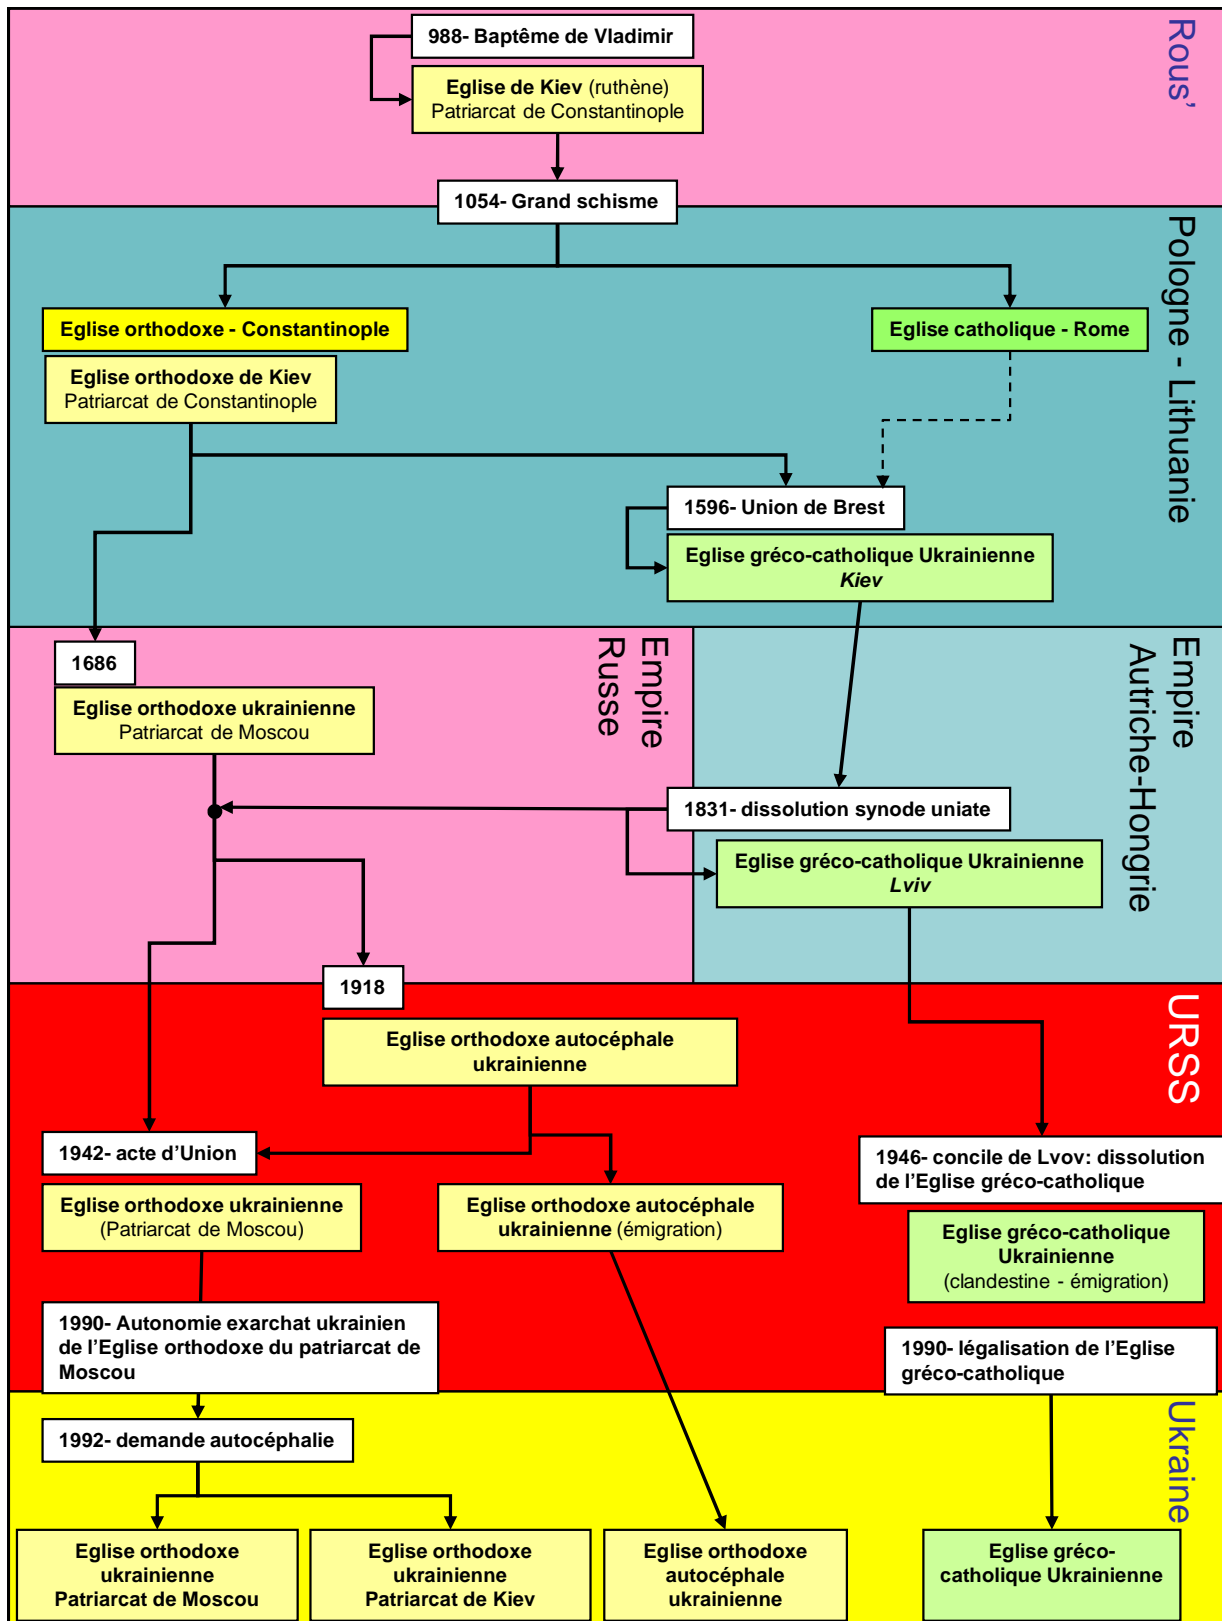 988- Baptême de Vladimir
Rous’
Eglise de Kiev (ruthène)
Patriarcat de Constantinople
1054- Grand schisme
Pologne - Lithuanie
Eglise orthodoxe - Constantinople
Eglise catholique - Rome
Eglise orthodoxe de Kiev
Patriarcat de Constantinople
1596- Union de Brest
Eglise gréco-catholique Ukrainienne
Kiev
Empire
Russe
Empire
Autriche-Hongrie
1686
Eglise orthodoxe ukrainienne
Patriarcat de Moscou
1831- dissolution synode uniate
Eglise gréco-catholique Ukrainienne
Lviv
1918
URSS
Eglise orthodoxe autocéphale
ukrainienne
1942- acte d’Union
1946- concile de Lvov: dissolution
de l’Eglise gréco-catholique
Eglise orthodoxe ukrainienne
(Patriarcat de Moscou)
Eglise orthodoxe autocéphale
ukrainienne (émigration)
Eglise gréco-catholique
Ukrainienne
(clandestine - émigration)
1990- Autonomie exarchat ukrainien
de l’Eglise orthodoxe du patriarcat de
Moscou
1990- légalisation de l’Eglise
gréco-catholique
Ukraine
1992- demande autocéphalie
Eglise orthodoxe
ukrainienne
Patriarcat de Moscou
Eglise orthodoxe
ukrainienne
Patriarcat de Kiev
Eglise orthodoxe
autocéphale
ukrainienne
Eglise gréco-
catholique Ukrainienne